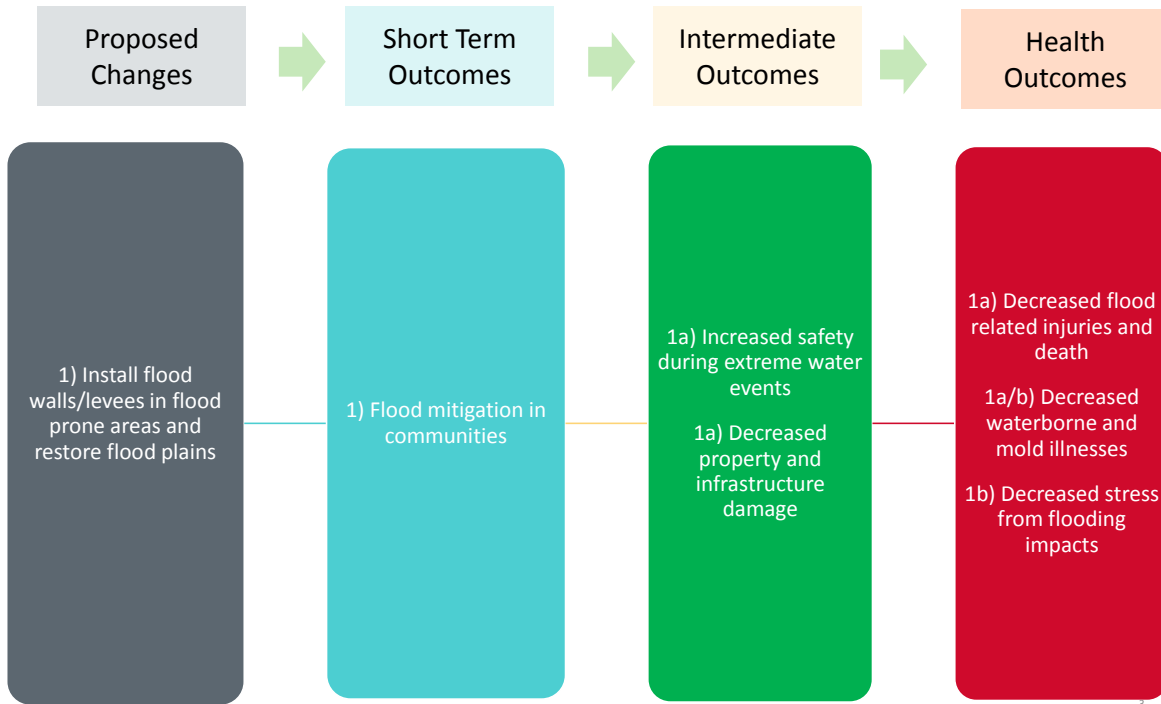 Proposed
Changes
Short Term
Outcomes
Intermediate
Outcomes
Health
Outcomes
1) Install flood
walls/levees in flood
prone areas and
restore flood plains
1) Flood mitigation in
communities
1a) Increased safety
during extreme water
events
1a) Decreased
property and
infrastructure
damage
1a) Decreased flood
related injuries and
death
1a/b) Decreased
waterborne and
mold illnesses
1b) Decreased stress
from flooding
impacts